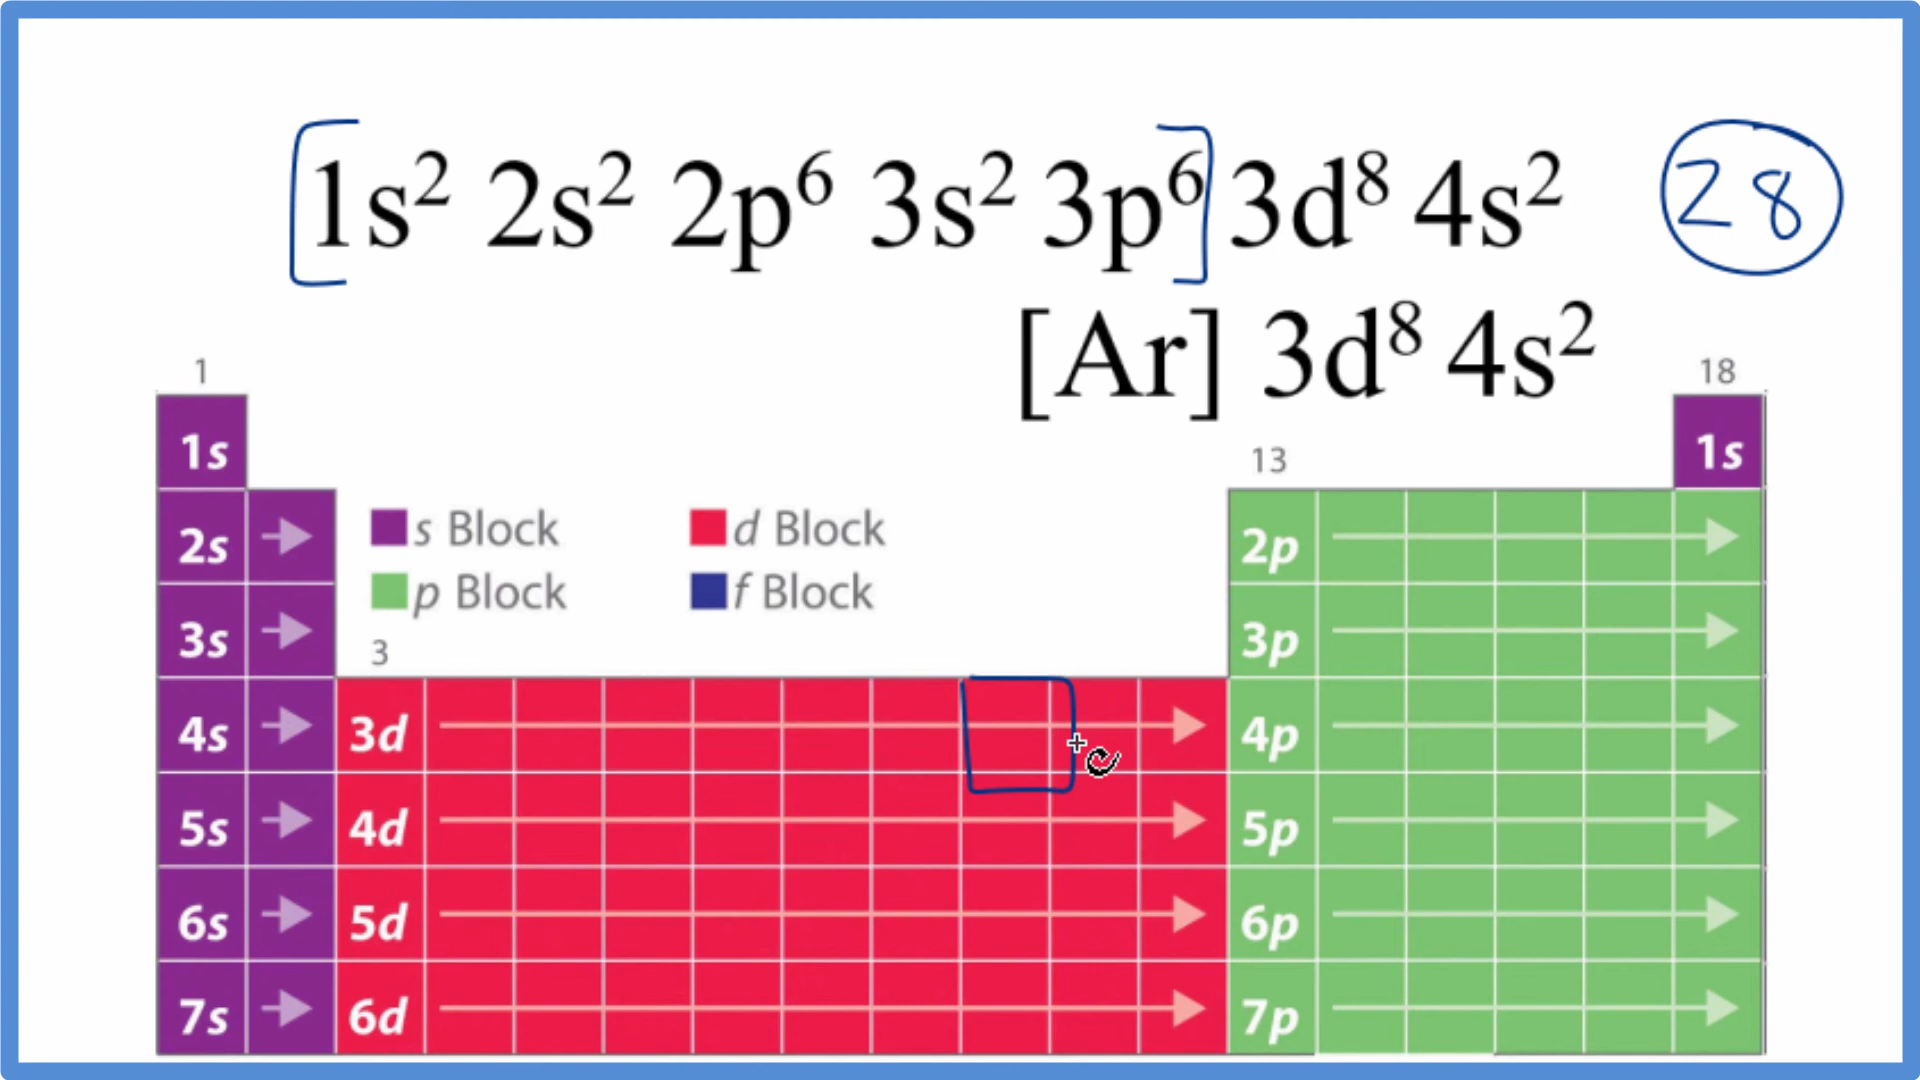 1s² 2s² 2p⁶ 3s² 3p⁶ 3d⁸ 4s² 28
[Ar] 3d⁸ 4s²
1 18
1s 13 1s
2s s Block d Block 2p
p Block f Block
3s 3 3p
4s 3d 4p
5s 4d 5p
6s 5d 6p
7s 6d 7p